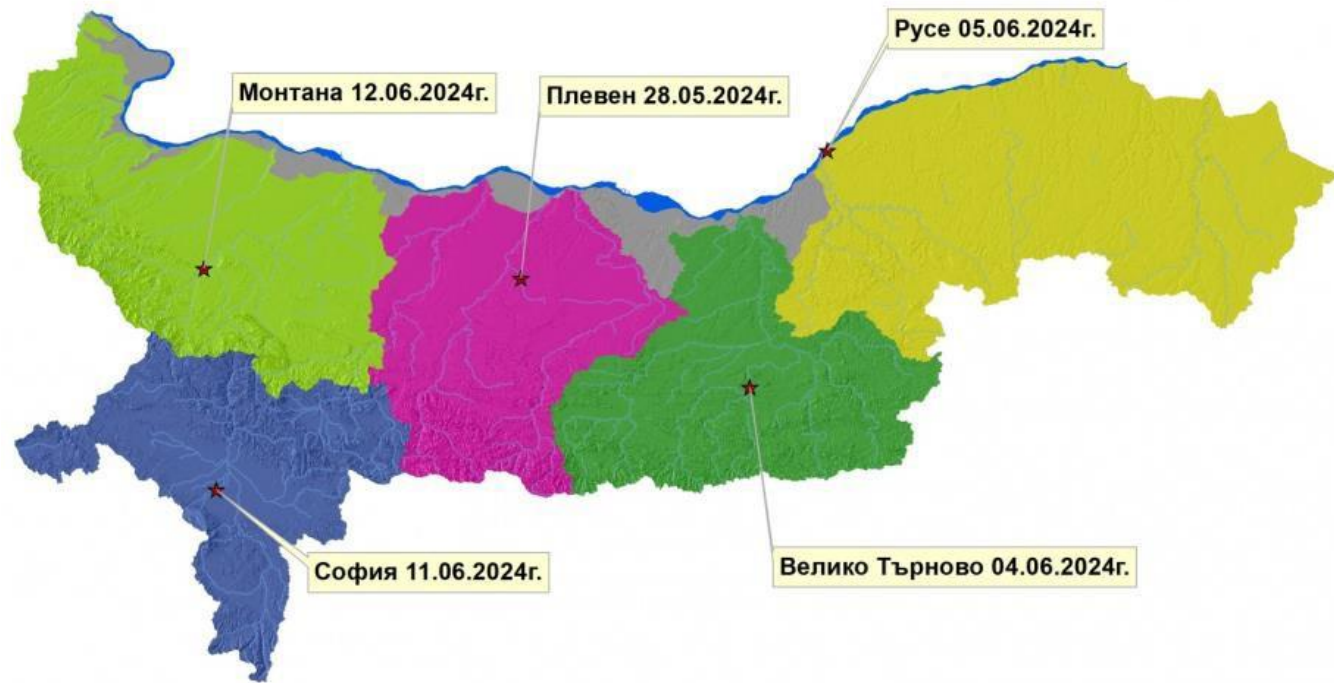 Русе 05.06.2024г.
Монтана 12.06.2024г.
Плевен 28.05.2024г.
София 11.06.2024г.
Велико Търново 04.06.2024г.